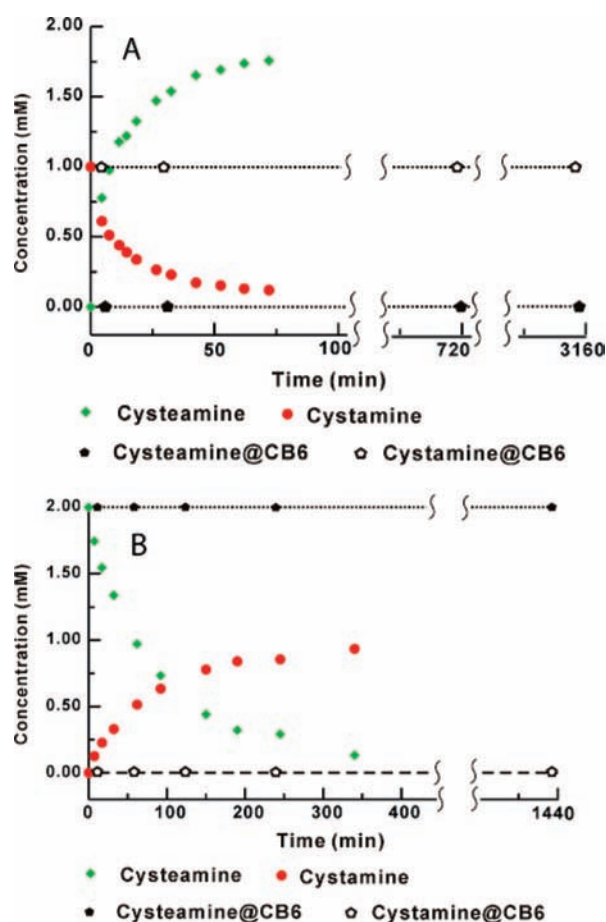 A
Concentration (mM)
2.00
1.50
1.00
0.50
0.00
0 50 100 720 3160
Time (min)
Cysteamine Cystamine
Cysteamine@CB6 Cystamine@CB6
B
Concentration (mM)
2.00
1.50
1.00
0.50
0.00
0 100 200 300 400 1440
Time (min)
Cysteamine Cystamine
Cysteamine@CB6 Cystamine@CB6